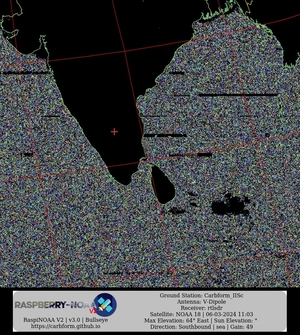 RASPBERRY-NOAA
V2
RaspiNOAA V2 | v3.0 | Bullseye
https://carbform.github.io
Ground Station: Carbform_IISc
Antenna: V-Dipole
Receiver: rtlsdr
Satellite: NOAA 18 | 06-03-2024 11:03
Max Elevation: 64° East | Sun Elevation: °
Direction: Southbound | sea | Gain: 49